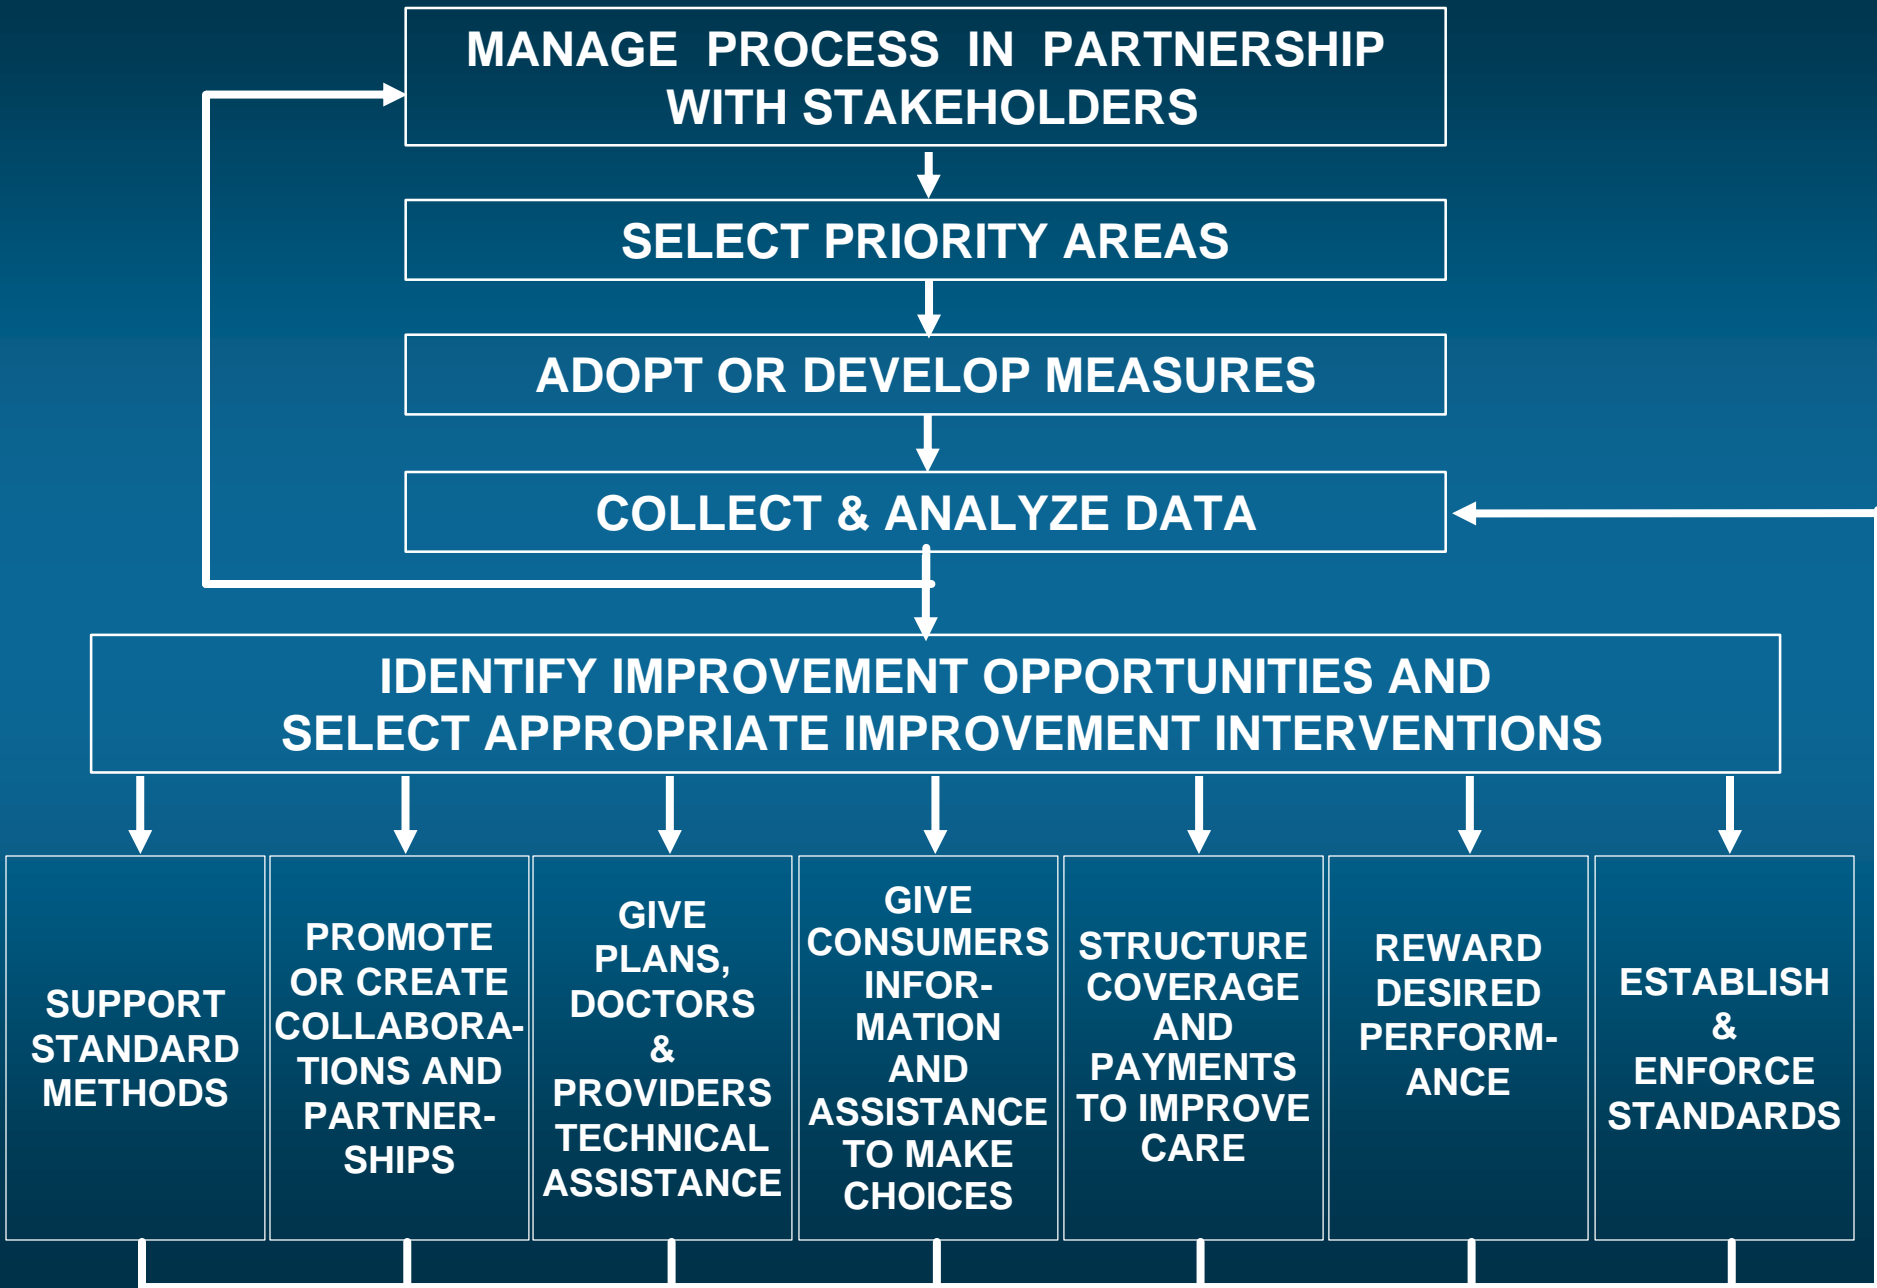 MANAGE PROCESS IN PARTNERSHIP
WITH STAKEHOLDERS
SELECT PRIORITY AREAS
ADOPT OR DEVELOP MEASURES
COLLECT & ANALYZE DATA
IDENTIFY IMPROVEMENT OPPORTUNITIES AND
SELECT APPROPRIATE IMPROVEMENT INTERVENTIONS
SUPPORT
STANDARD
METHODS
PROMOTE
OR CREATE
COLLABORA-
TIONS AND
PARTNER-
SHIPS
GIVE
PLANS,
DOCTORS
&
PROVIDERS
TECHNICAL
ASSISTANCE
GIVE
CONSUMERS
INFOR-
MATION
AND
ASSISTANCE
TO MAKE
CHOICES
STRUCTURE
COVERAGE
AND
PAYMENTS
TO IMPROVE
CARE
REWARD
DESIRED
PERFORM-
ANCE
ESTABLISH
&
ENFORCE
STANDARDS